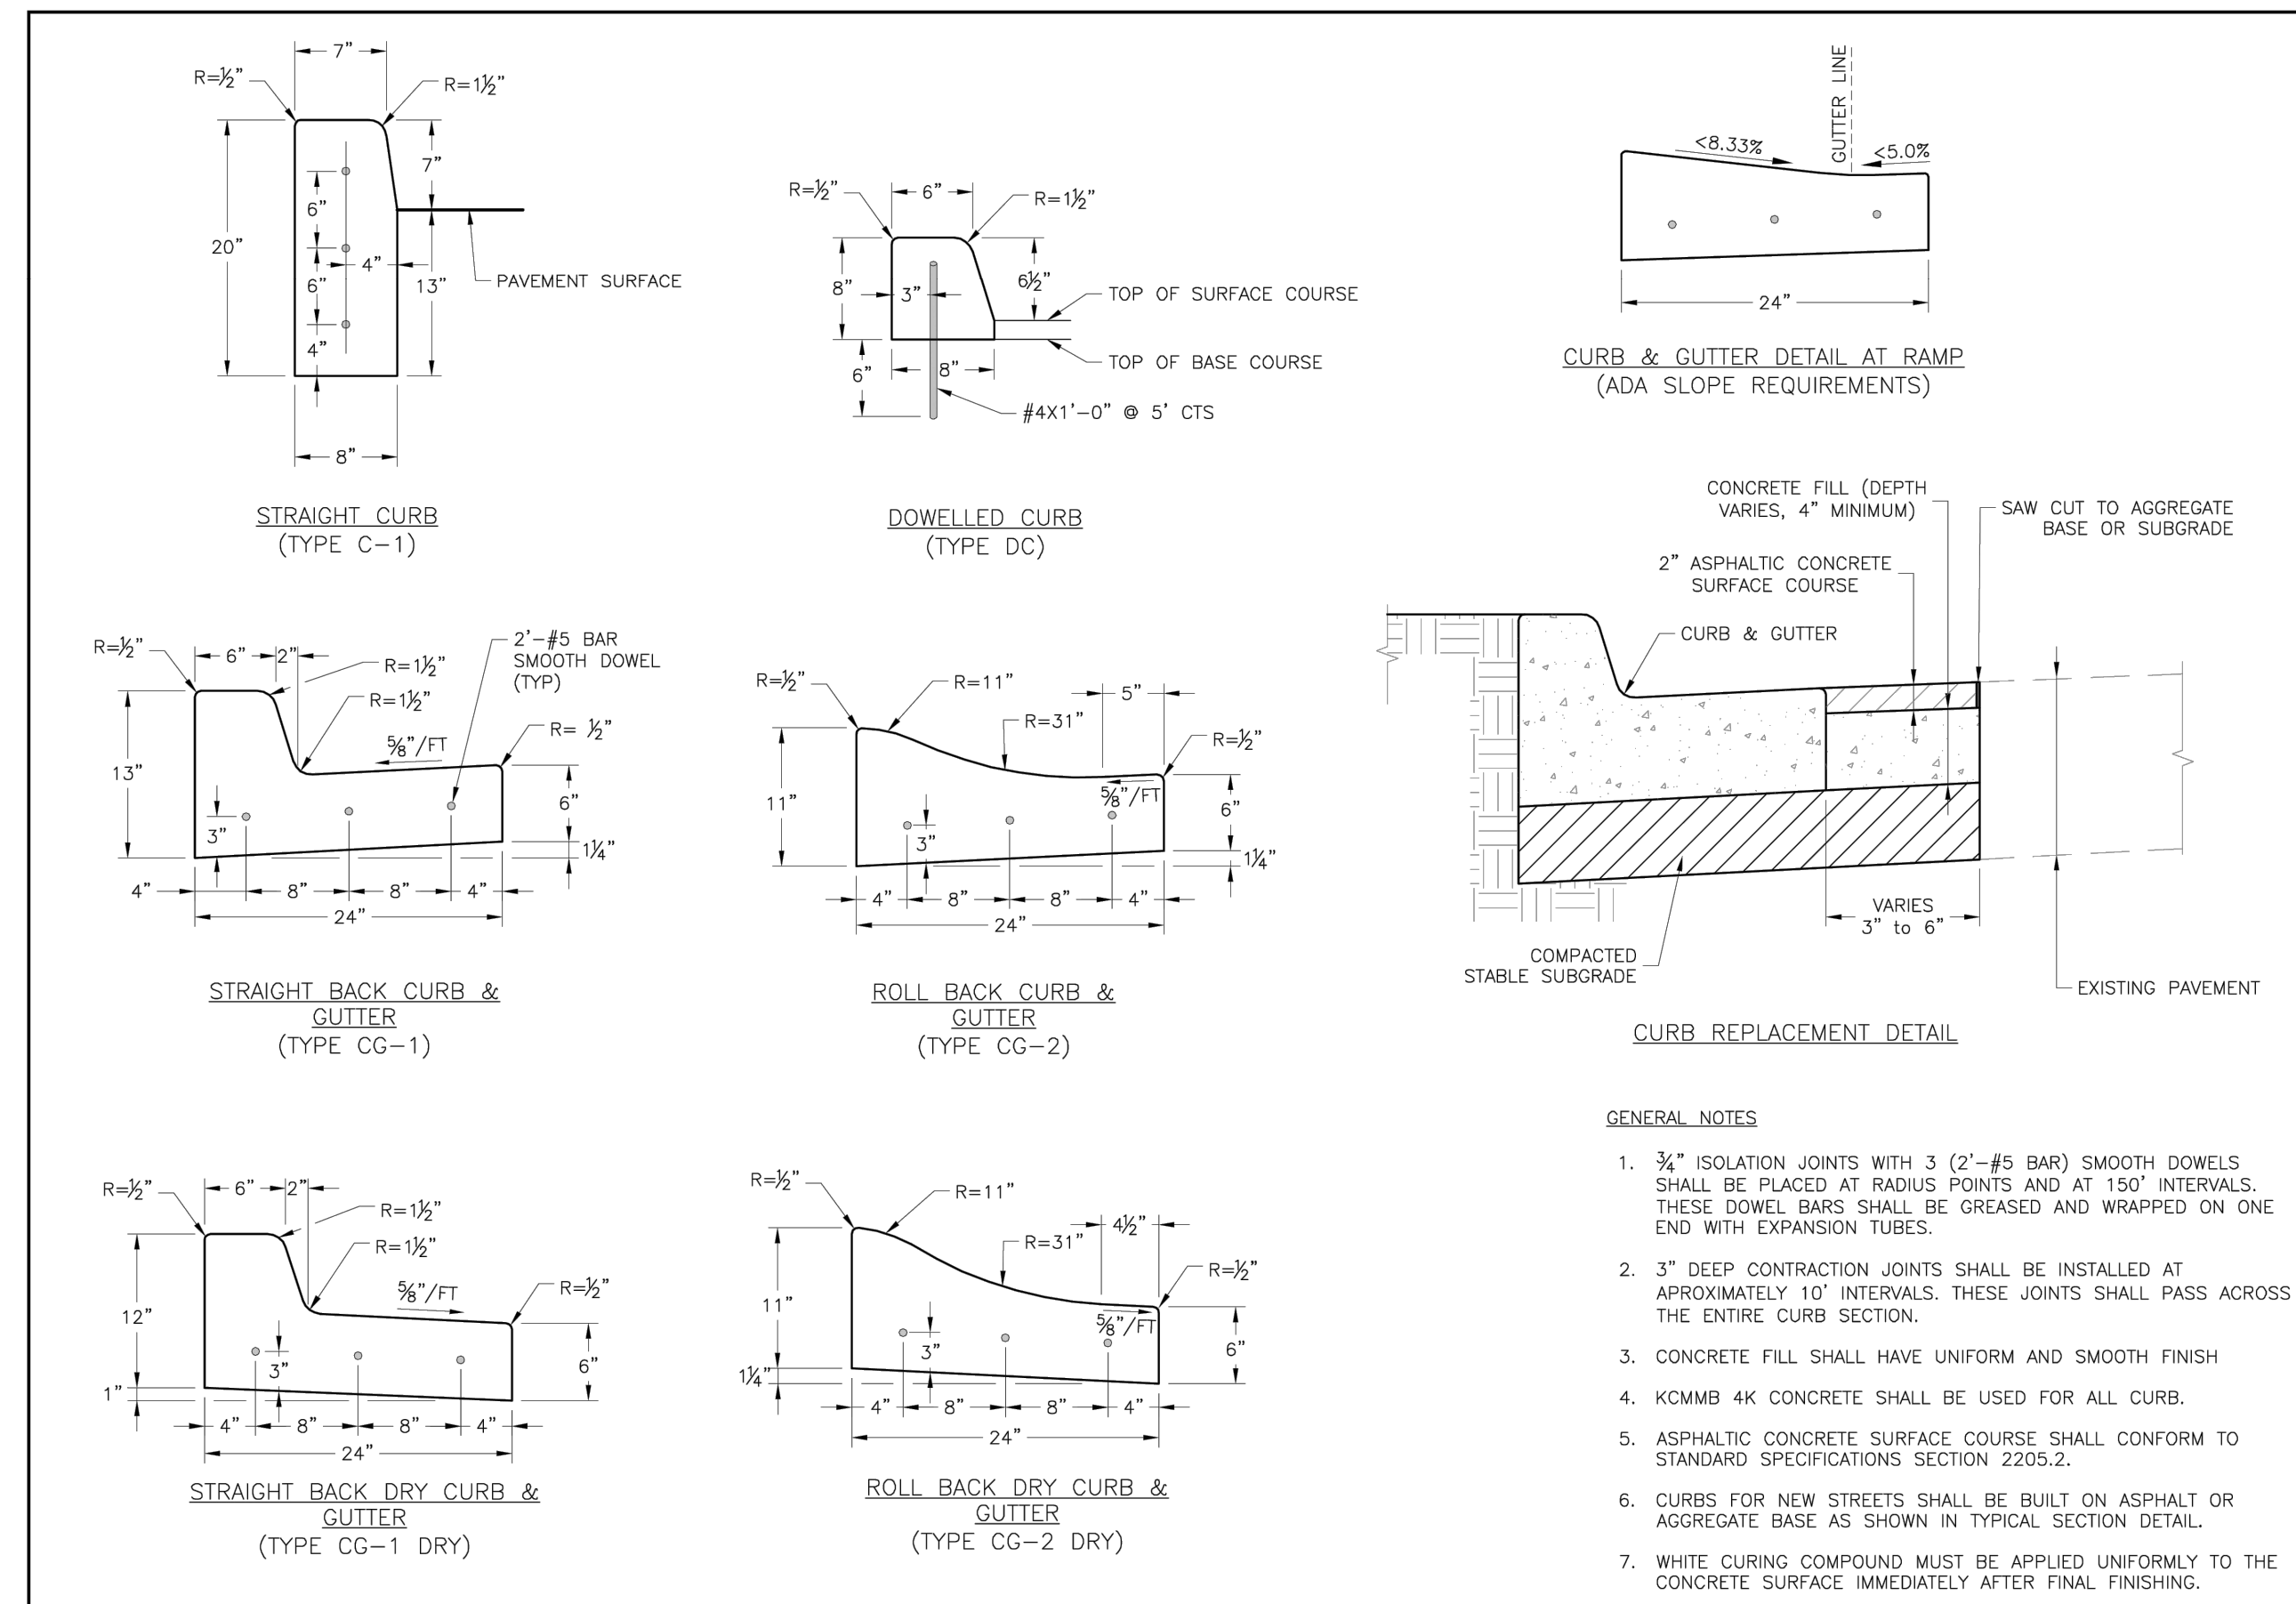 7"
R=½"
R=1½"
7"
6"
20"
4"
6"
13"
PAVEMENT SURFACE
4"
8"
STRAIGHT CURB
(TYPE C-1)
R=½"
6"
R=1½"
8"
3"
6½"
TOP OF SURFACE COURSE
TOP OF BASE COURSE
6"
8"
#4X1'-0" @ 5' CTS
DOWELLED CURB
(TYPE DC)
GUTTER LINE
<8.33%
<5.0%
24"
CURB & GUTTER DETAIL AT RAMP
(ADA SLOPE REQUIREMENTS)
R=½"
6"
2"
R=1½"
R=1½"
2'-#5 BAR
SMOOTH DOWEL
(TYP)
⅝"/FT
R= ½"
13"
3"
6"
1¼"
4"
8"
8"
4"
24"
STRAIGHT BACK CURB &
GUTTER
(TYPE CG-1)
R=½"
R=11"
R=31"
5"
R=½"
11"
⅝"/FT
3"
6"
1¼"
4"
8"
8"
4"
24"
ROLL BACK CURB &
GUTTER
(TYPE CG-2)
CONCRETE FILL (DEPTH
VARIES, 4" MINIMUM)
SAW CUT TO AGGREGATE
BASE OR SUBGRADE
2" ASPHALTIC CONCRETE
SURFACE COURSE
CURB & GUTTER
VARIES
3" to 6"
COMPACTED
STABLE SUBGRADE
EXISTING PAVEMENT
CURB REPLACEMENT DETAIL
R=½"
6"
2"
R=1½"
R=1½"
⅝"/FT
R=½"
12"
3"
6"
1"
4"
8"
8"
4"
24"
STRAIGHT BACK DRY CURB &
GUTTER
(TYPE CG-1 DRY)
R=½"
R=11"
R=31"
4½"
R=½"
11"
⅝"/FT
3"
6"
1¼"
4"
8"
8"
4"
24"
ROLL BACK DRY CURB &
GUTTER
(TYPE CG-2 DRY)
GENERAL NOTES
1. ¾" ISOLATION JOINTS WITH 3 (2'-#5 BAR) SMOOTH DOWELS
SHALL BE PLACED AT RADIUS POINTS AND AT 150' INTERVALS.
THESE DOWEL BARS SHALL BE GREASED AND WRAPPED ON ONE
END WITH EXPANSION TUBES.
2. 3" DEEP CONTRACTION JOINTS SHALL BE INSTALLED AT
APROXIMATELY 10' INTERVALS. THESE JOINTS SHALL PASS ACROSS
THE ENTIRE CURB SECTION.
3. CONCRETE FILL SHALL HAVE UNIFORM AND SMOOTH FINISH
4. KCMMB 4K CONCRETE SHALL BE USED FOR ALL CURB.
5. ASPHALTIC CONCRETE SURFACE COURSE SHALL CONFORM TO
STANDARD SPECIFICATIONS SECTION 2205.2.
6. CURBS FOR NEW STREETS SHALL BE BUILT ON ASPHALT OR
AGGREGATE BASE AS SHOWN IN TYPICAL SECTION DETAIL.
7. WHITE CURING COMPOUND MUST BE APPLIED UNIFORMLY TO THE
CONCRETE SURFACE IMMEDIATELY AFTER FINAL FINISHING.